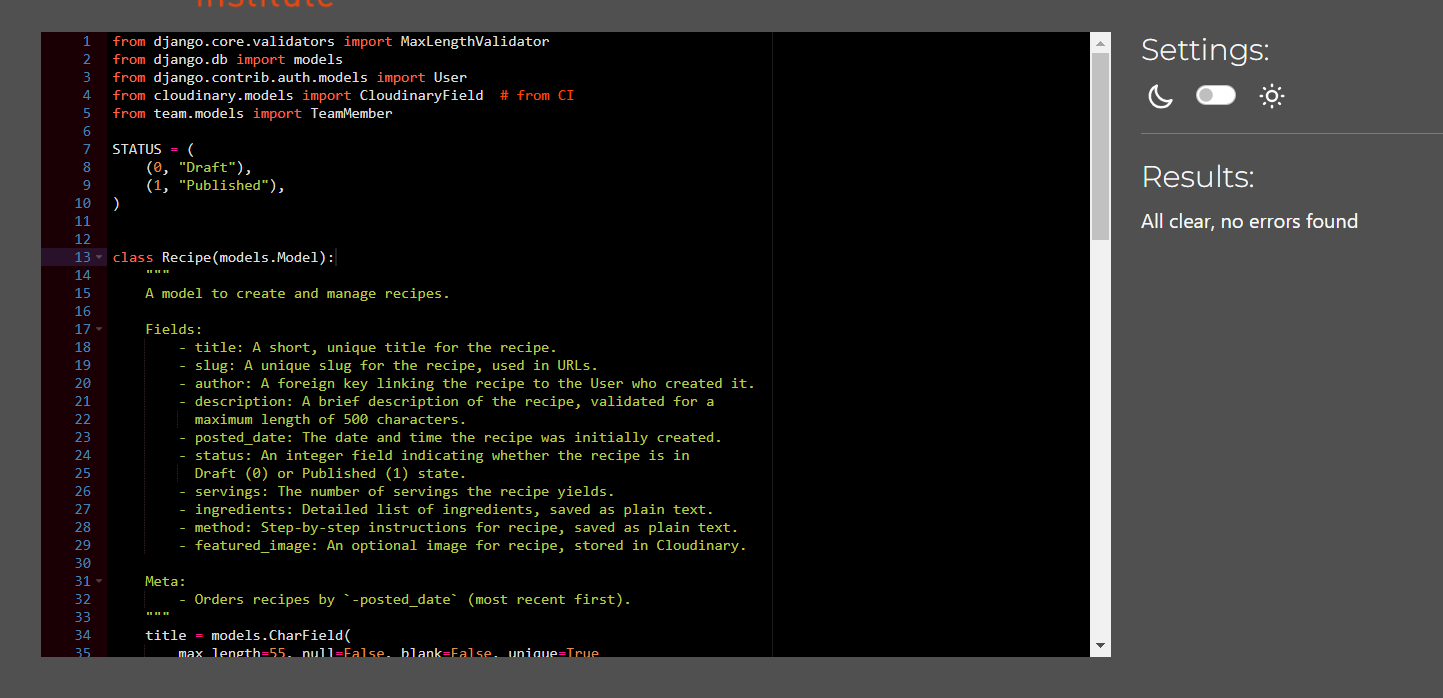 institute
1 from django.core.validators import MaxLengthValidator
2 from django.db import models
3 from django.contrib.auth.models import User
4 from cloudinary.models import CloudinaryField  # from CI
5 from team.models import TeamMember
6
7 STATUS = (
8     (0, "Draft"),
9     (1, "Published"),
10 )
11
12
13 class Recipe(models.Model):
14     """
15     A model to create and manage recipes.
16
17     Fields:
18         - title: A short, unique title for the recipe.
19         - slug: A unique slug for the recipe, used in URLs.
20         - author: A foreign key linking the recipe to the User who created it.
21         - description: A brief description of the recipe, validated for a
22           maximum length of 500 characters.
23         - posted_date: The date and time the recipe was initially created.
24         - status: An integer field indicating whether the recipe is in
25           Draft (0) or Published (1) state.
26         - servings: The number of servings the recipe yields.
27         - ingredients: Detailed list of ingredients, saved as plain text.
28         - method: Step-by-step instructions for recipe, saved as plain text.
29         - featured_image: An optional image for recipe, stored in Cloudinary.
30
31     Meta:
32         - Orders recipes by `-posted_date` (most recent first).
33     """
34     title = models.CharField(
35         max_length=55, null=False, blank=False, unique=True
Settings:
Results:
All clear, no errors found